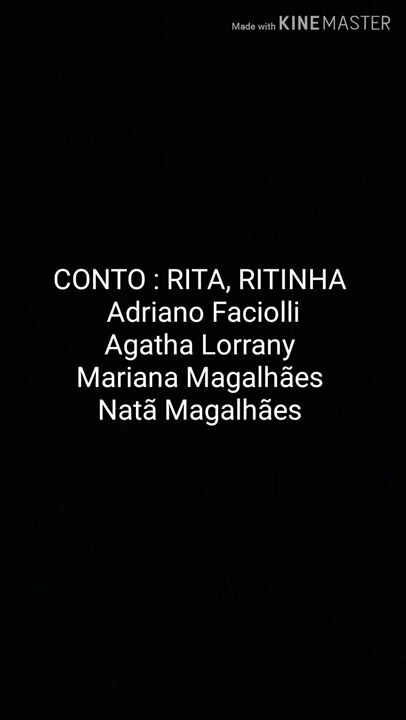 Made with KINEMASTER
CONTO : RITA, RITINHA
Adriano Faciolli
Agatha Lorrany
Mariana Magalhães
Natã Magalhães